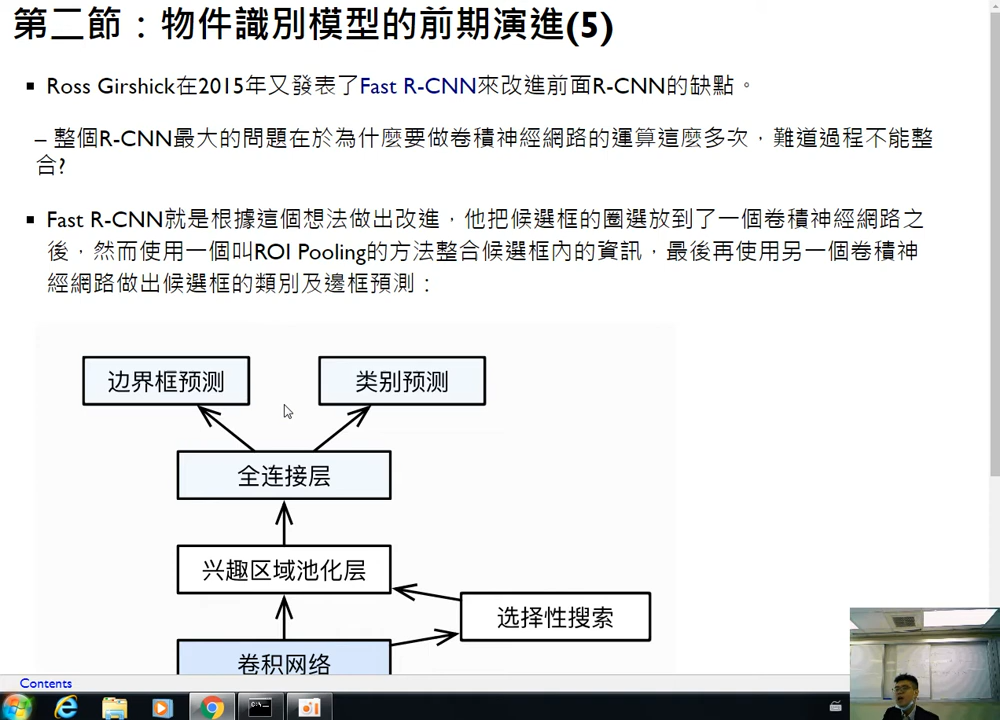 第二節：物件識別模型的前期演進(5)
Ross Girshick在2015年又發表了Fast R-CNN來改進前面R-CNN的缺點。
– 整個R-CNN最大的問題在於為什麼要做卷積神經網路的運算這麼多次，難道過程不能整
合?
Fast R-CNN就是根據這個想法做出改進，他把候選框的圈選放到了一個卷積神經網路之
後，然而使用一個叫ROI Pooling的方法整合候選框內的資訊，最後再使用另一個卷積神
經網路做出候選框的類別及邊框預測：
边界框预测
类别预测
全连接层
兴趣区域池化层
选择性搜索
卷积网络
Contents